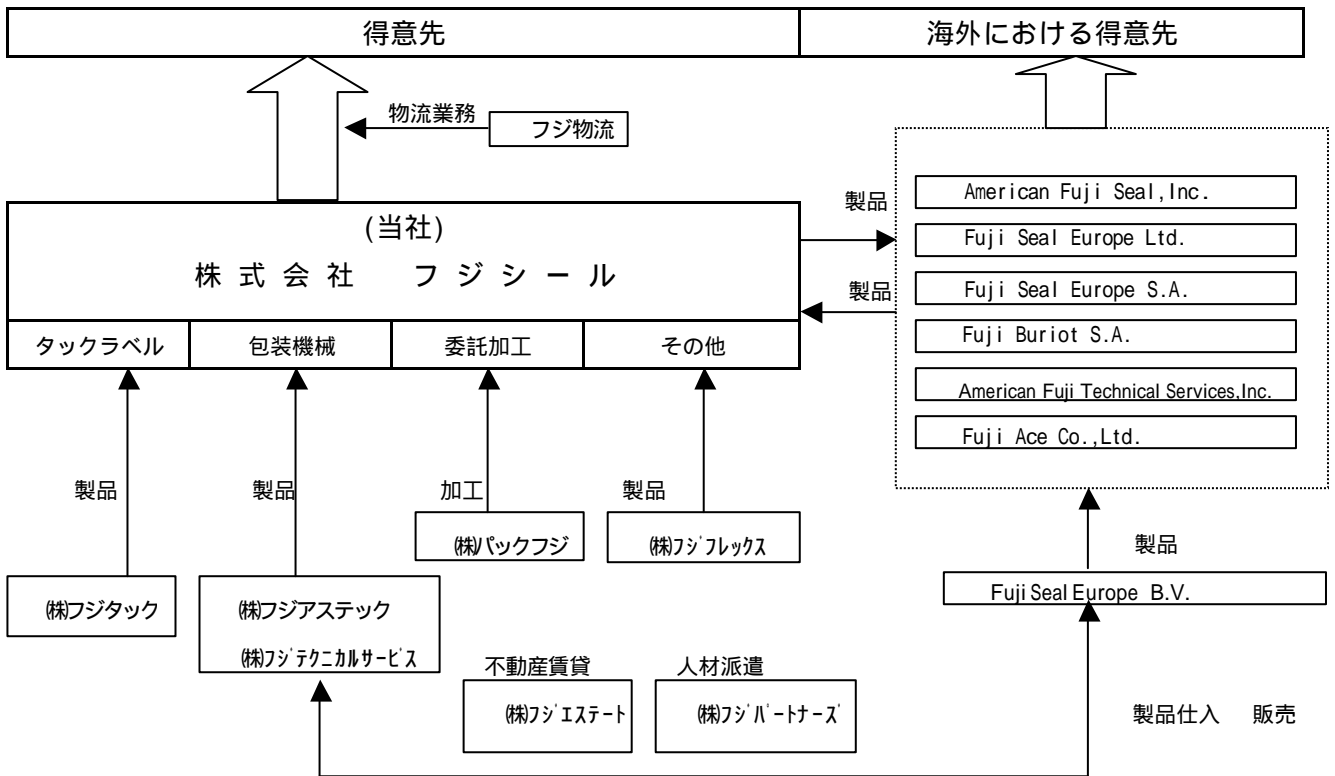 得意先 海外における得意先
物流業務 フジ物流
製品
American Fuji Seal,Inc.
Fuji Seal Europe Ltd.
Fuji Seal Europe S.A.
Fuji Buriot S.A.
American Fuji Technical Services,Inc.
Fuji Ace Co.,Ltd.
(当社)
株式会社 フジシール
製品
タックラベル 包装機械 委託加工 その他
製品 製品 加工 製品
㈱パックフジ ㈱フジフレックス
製品
Fuji Seal Europe B.V.
㈱フジタック ㈱フジアステック
㈱フジテクニカルサービス
不動産賃貸 人材派遣
㈱フジエステート ㈱フジパートナーズ
製品仕入 販売